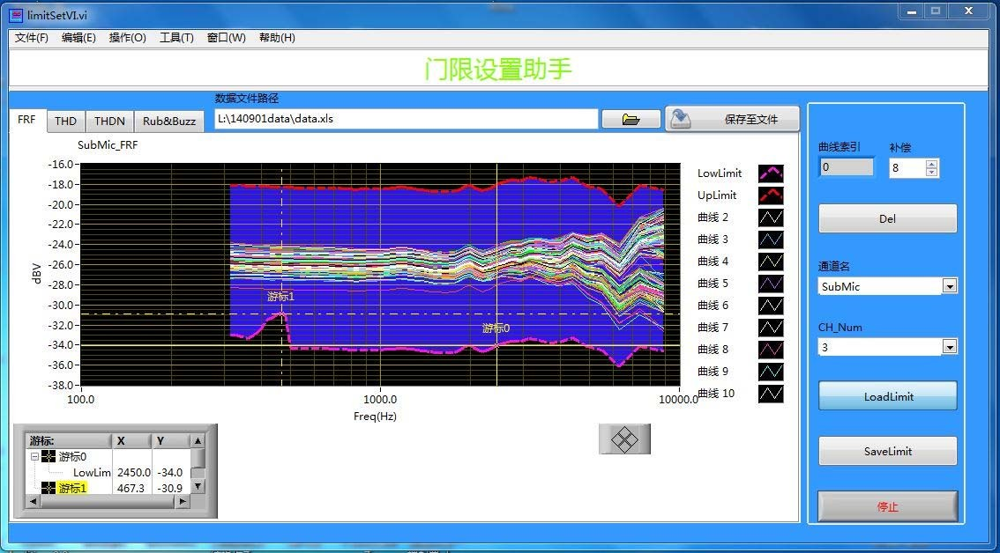 limitSetVI.vi
文件(F) 编辑(E) 操作(O) 工具(T) 窗口(W) 帮助(H)
门限设置助手
数据文件路径
FRF THD THDN Rub&Buzz L:\140901data\data.xls 保存至文件
SubMic_FRF
-16.0
-18.0
-20.0
-22.0
-24.0
-26.0
-28.0
-30.0
-32.0
-34.0
-36.0
-38.0
dBV
游标1
游标0
100.0 1000.0 10000.0
Freq(Hz)
LowLimit
UpLimit
曲线 2
曲线 3
曲线 4
曲线 5
曲线 6
曲线 7
曲线 8
曲线 9
曲线 10
游标: X Y
游标0
LowLim 2450.0 -34.0
游标1 467.3 -30.9
曲线索引 补偿
0 8
Del
通道名
SubMic
CH_Num
3
LoadLimit
SaveLimit
停止